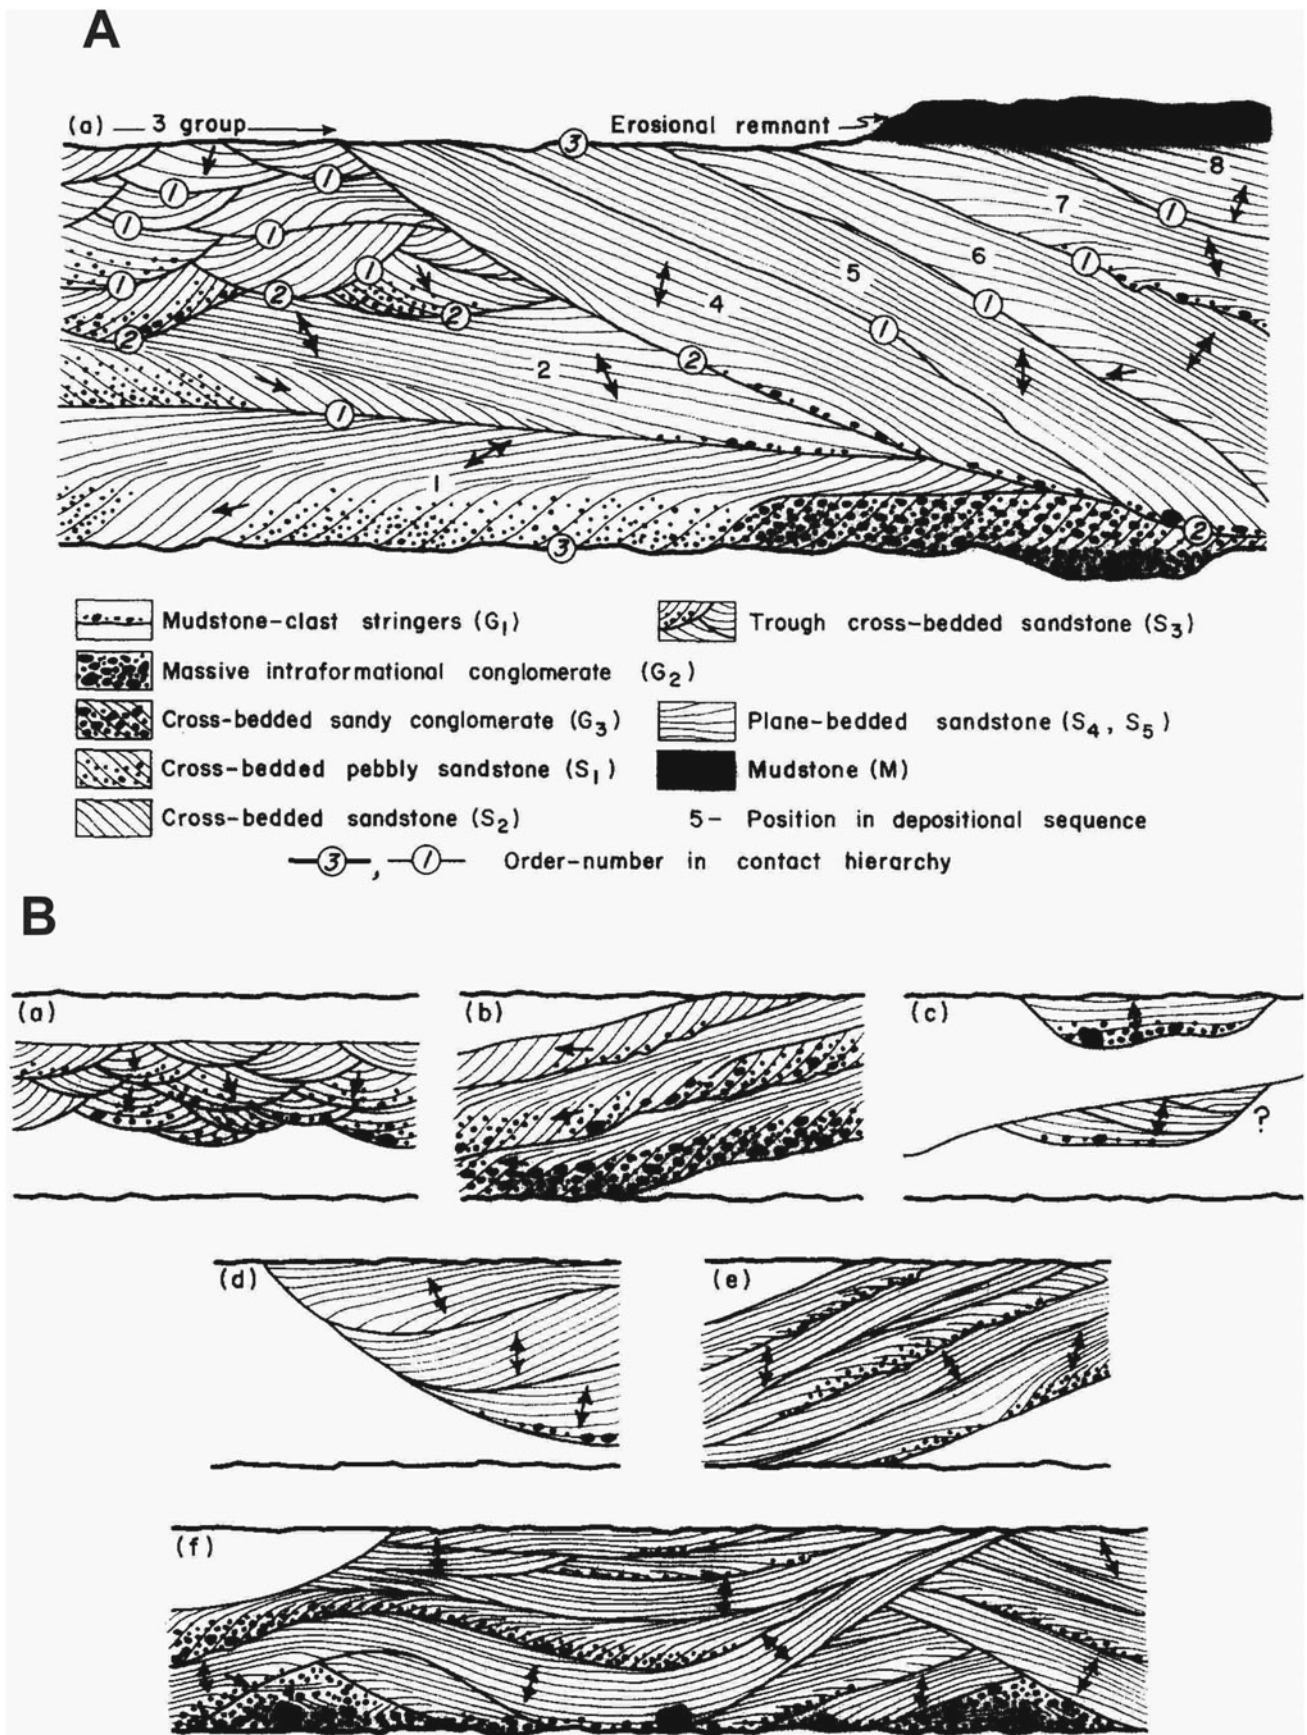 A
(a) — 3 group →
Erosional remnant
3
8
1
1
7
1
1
1
6
1
1
5
1
2
1
2
4
2
2
2
1
1
1
2
3
Mudstone-clast stringers (G1)
Trough cross-bedded sandstone (S3)
Massive intraformational conglomerate (G2)
Cross-bedded sandy conglomerate (G3)
Plane-bedded sandstone (S4, S5)
Cross-bedded pebbly sandstone (S1)
Mudstone (M)
Cross-bedded sandstone (S2)
5- Position in depositional sequence
3, 1 Order-number in contact hierarchy
B
(a)
(b)
(c)
?
(d)
(e)
(f)